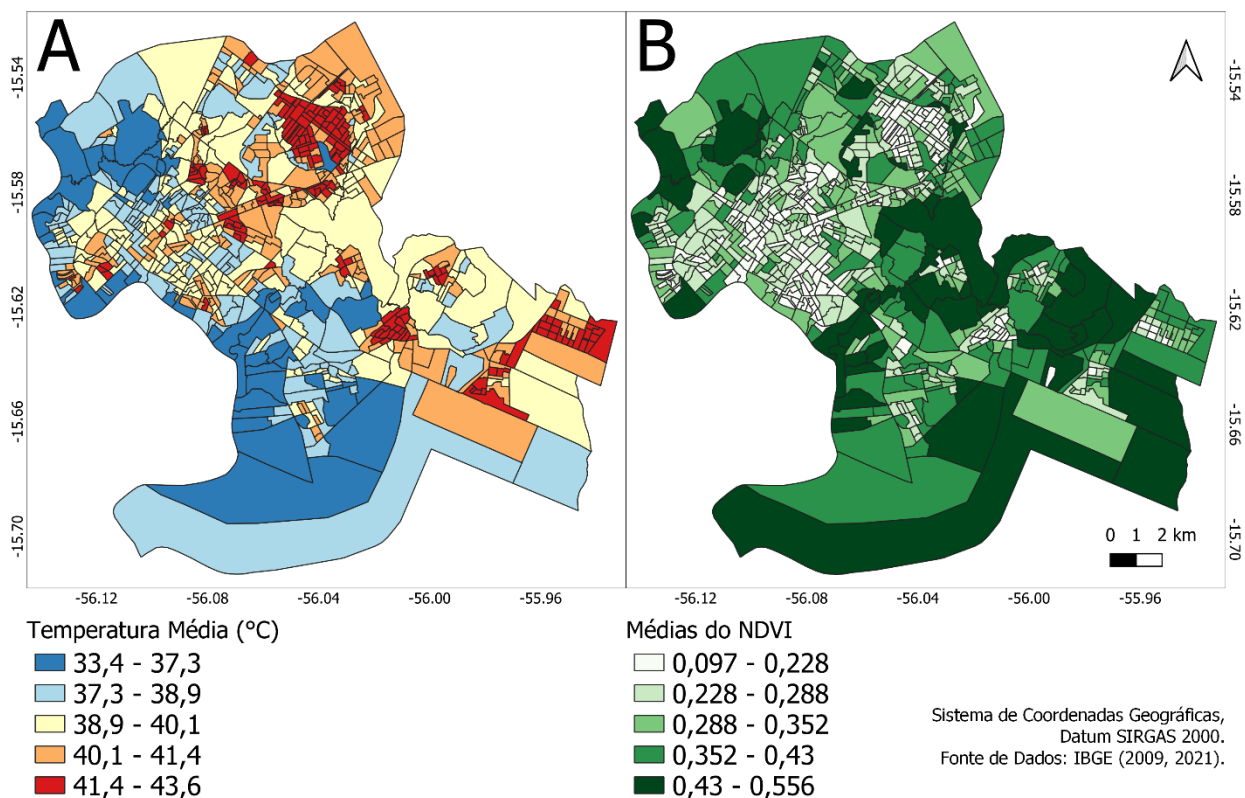 A
B
-15.54
-15.58
-15.62
-15.66
-15.70
-15.54
-15.58
-15.62
-15.66
-15.70
0 1 2 km
-56.12 -56.08 -56.04 -56.00 -55.96
-56.12 -56.08 -56.04 -56.00 -55.96
Temperatura Média (°C)
33,4 - 37,3
37,3 - 38,9
38,9 - 40,1
40,1 - 41,4
41,4 - 43,6
Médias do NDVI
0,097 - 0,228
0,228 - 0,288
0,288 - 0,352
0,352 - 0,43
0,43 - 0,556
Sistema de Coordenadas Geográficas,
Datum SIRGAS 2000.
Fonte de Dados: IBGE (2009, 2021).